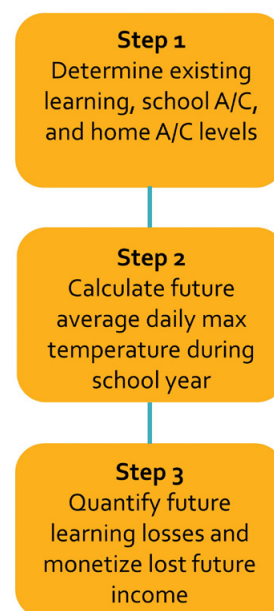 Step 1
Determine existing
learning, school A/C,
and home A/C levels
Step 2
Calculate future
average daily max
temperature during
school year
Step 3
Quantify future
learning losses and
monetize lost future
income